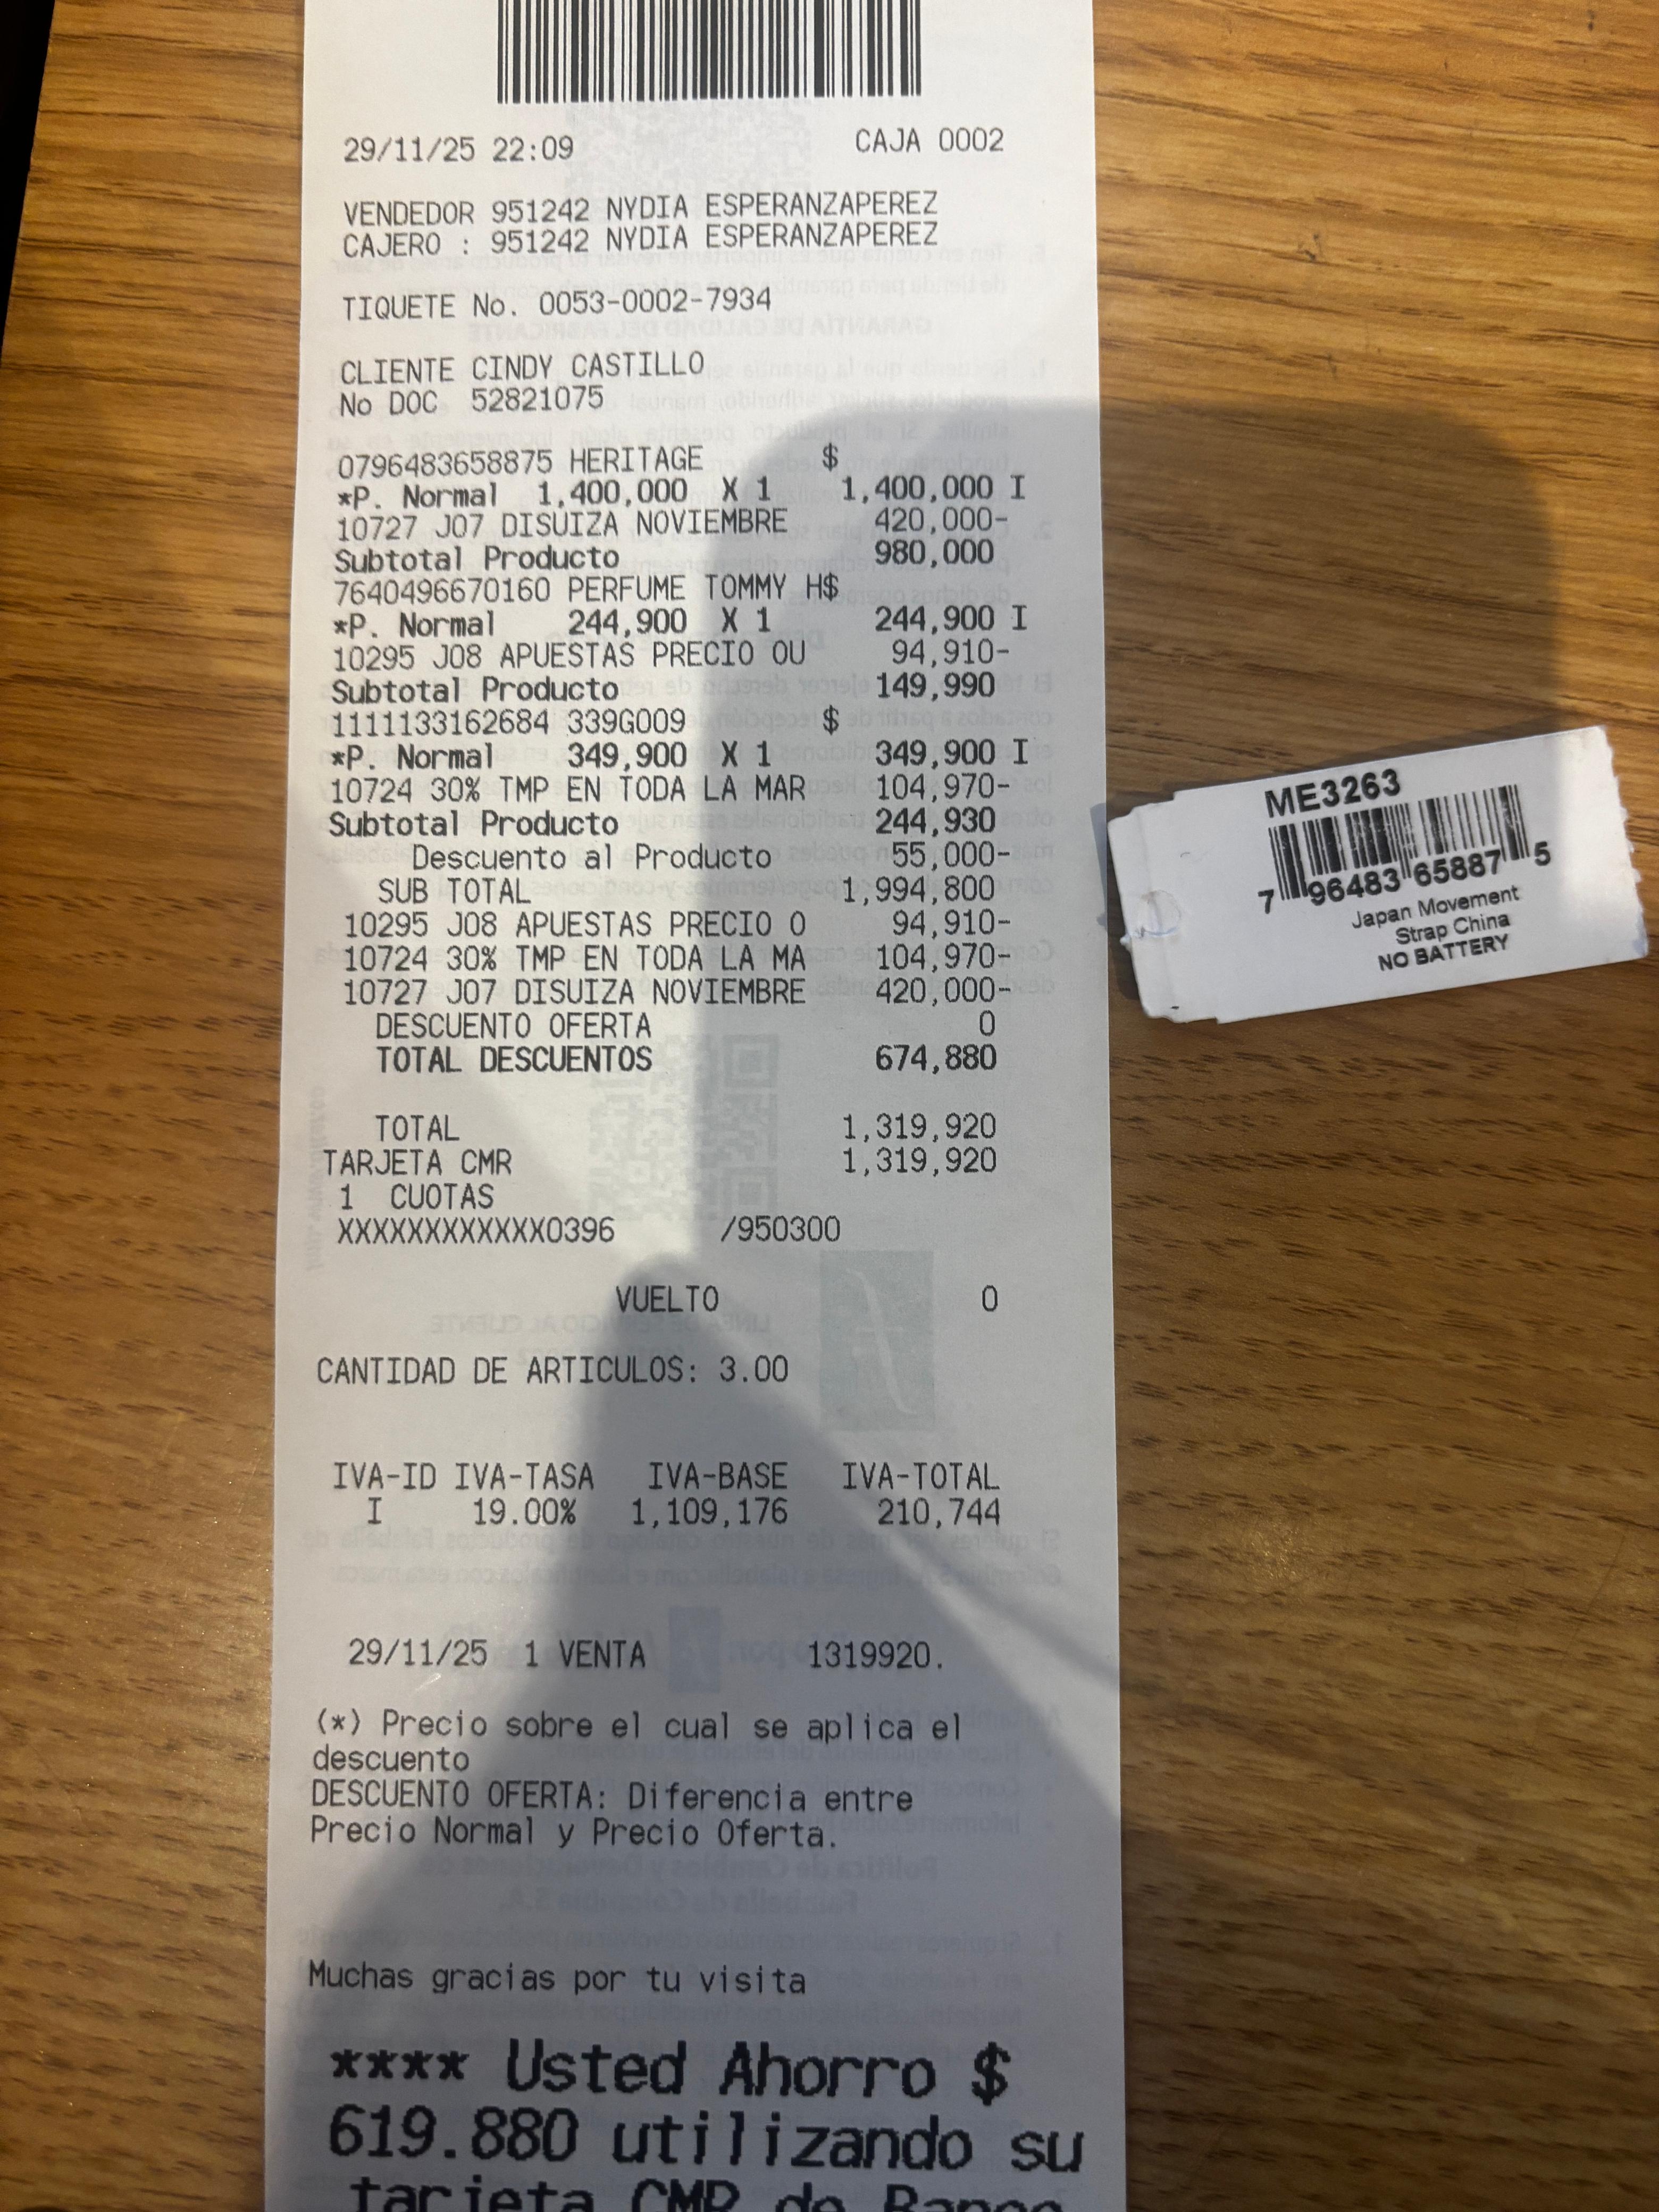 29/11/25 22:09 CAJA 0002
VENDEDOR 951242 NYDIA ESPERANZAPEREZ
CAJERO : 951242 NYDIA ESPERANZAPEREZ
TIQUETE No. 0053-0002-7934
CLIENTE CINDY CASTILLO
No DOC 52821075
0796483658875 HERITAGE $
*P. Normal 1,400,000 X 1 1,400,000 I
10727 J07 DISUIZA NOVIEMBRE 420,000-
Subtotal Producto 980,000
7640496670160 PERFUME TOMMY H$
*P. Normal 244,900 X 1 244,900 I
10295 J08 APUESTAS PRECIO OU 94,910-
Subtotal Producto 149,990
1111133162684 339G009 $
*P. Normal 349,900 X 1 349,900 I
10724 30% TMP EN TODA LA MAR 104,970-
Subtotal Producto 244,930
Descuento al Producto 55,000-
SUB TOTAL 1,994,800
10295 J08 APUESTAS PRECIO O 94,910-
10724 30% TMP EN TODA LA MA 104,970-
10727 J07 DISUIZA NOVIEMBRE 420,000-
DESCUENTO OFERTA 0
TOTAL DESCUENTOS 674,880
TOTAL 1,319,920
TARJETA CMR 1,319,920
1 CUOTAS
XXXXXXXXXXXX0396 /950300
VUELTO 0
CANTIDAD DE ARTICULOS: 3.00
IVA-ID IVA-TASA IVA-BASE IVA-TOTAL
I 19.00% 1,109,176 210,744
29/11/25 1 VENTA 1319920.
(*) Precio sobre el cual se aplica el
descuento
DESCUENTO OFERTA: Diferencia entre
Precio Normal y Precio Oferta.
Muchas gracias por tu visita
**** Usted Ahorro $
619.880 utilizando su
tarjeta CMR de Banco
ME3263
7 96483 65887 5
Japan Movement
Strap China
NO BATTERY